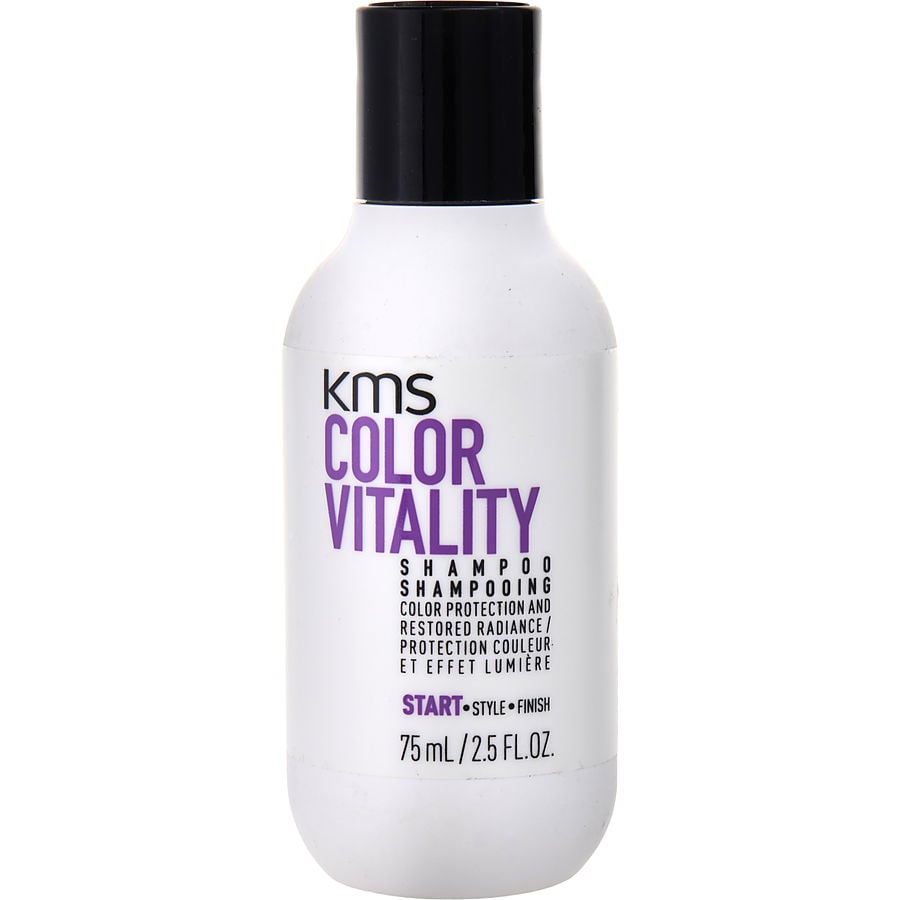 KMS
COLOR
VITALITY
SHAMPOO
SHAMPOOING
COLOR PROTECTION AND
RESTORED RADIANCE /
PROTECTION COULEUR
ET EFFET LUMIÈRE
START • STYLE • FINISH
75 mL / 2.5 FL.OZ.